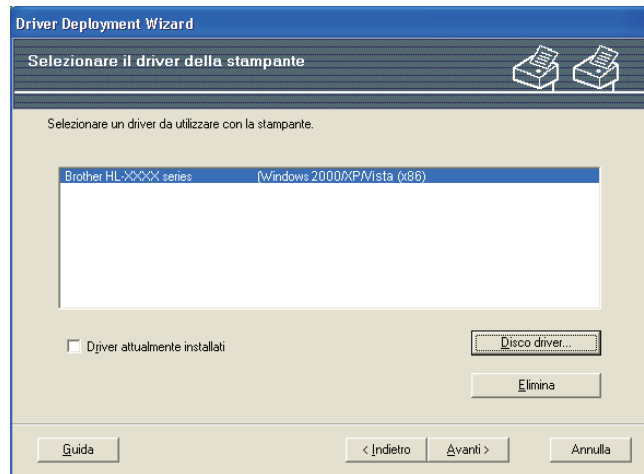 Driver Deployment Wizard
Selezionare il driver della stampante
Selezionare un driver da utilizzare con la stampante.
Brother HL-XXXX series (Windows 2000/XP/Vista (x86)
Driver attualmente installati
Disco driver...
Elimina
Guida
< Indietro
Avanti >
Annulla